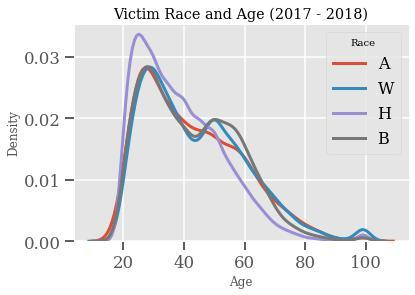 Victim Race and Age (2017 - 2018)
Race
A
W
H
B
Density
0.03
0.02
0.01
0.00
20 40 60 80 100
Age